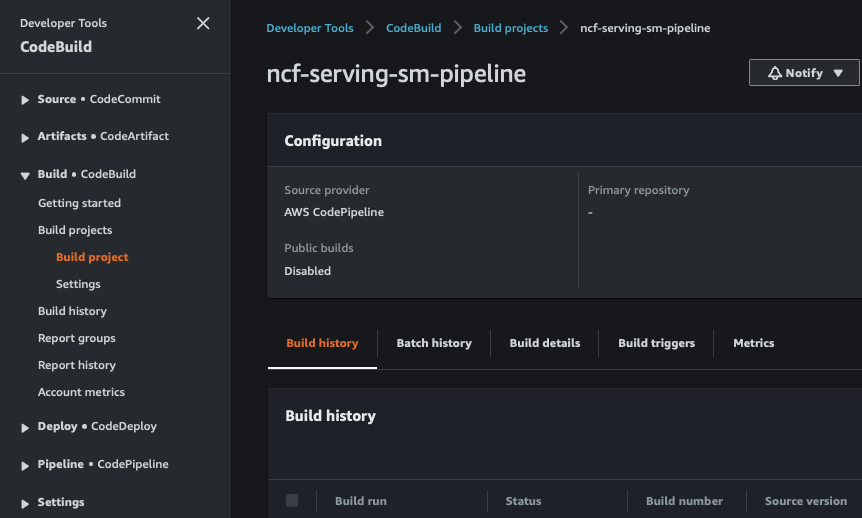 Developer Tools
CodeBuild
Source • CodeCommit
Artifacts • CodeArtifact
Build • CodeBuild
Getting started
Build projects
Build project
Settings
Build history
Report groups
Report history
Account metrics
Deploy • CodeDeploy
Pipeline • CodePipeline
Settings
Developer Tools > CodeBuild > Build projects > ncf-serving-sm-pipeline
ncf-serving-sm-pipeline
Notify
Configuration
Source provider
AWS CodePipeline
Primary repository
-
Public builds
Disabled
Build history Batch history Build details Build triggers Metrics
Build history
Build run Status Build number Source version